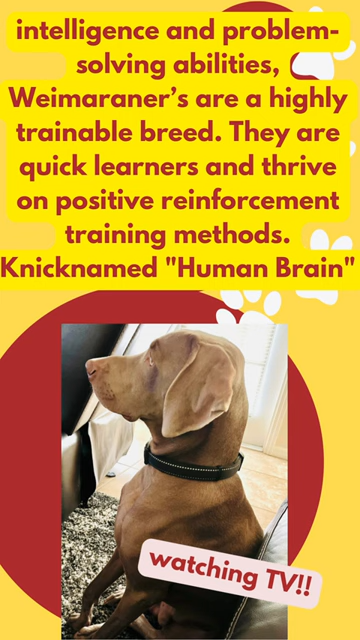 intelligence and problem-
solving abilities,
Weimaraner’s are a highly
trainable breed. They are
quick learners and thrive
on positive reinforcement
training methods.
Knicknamed "Human Brain"
watching TV!!